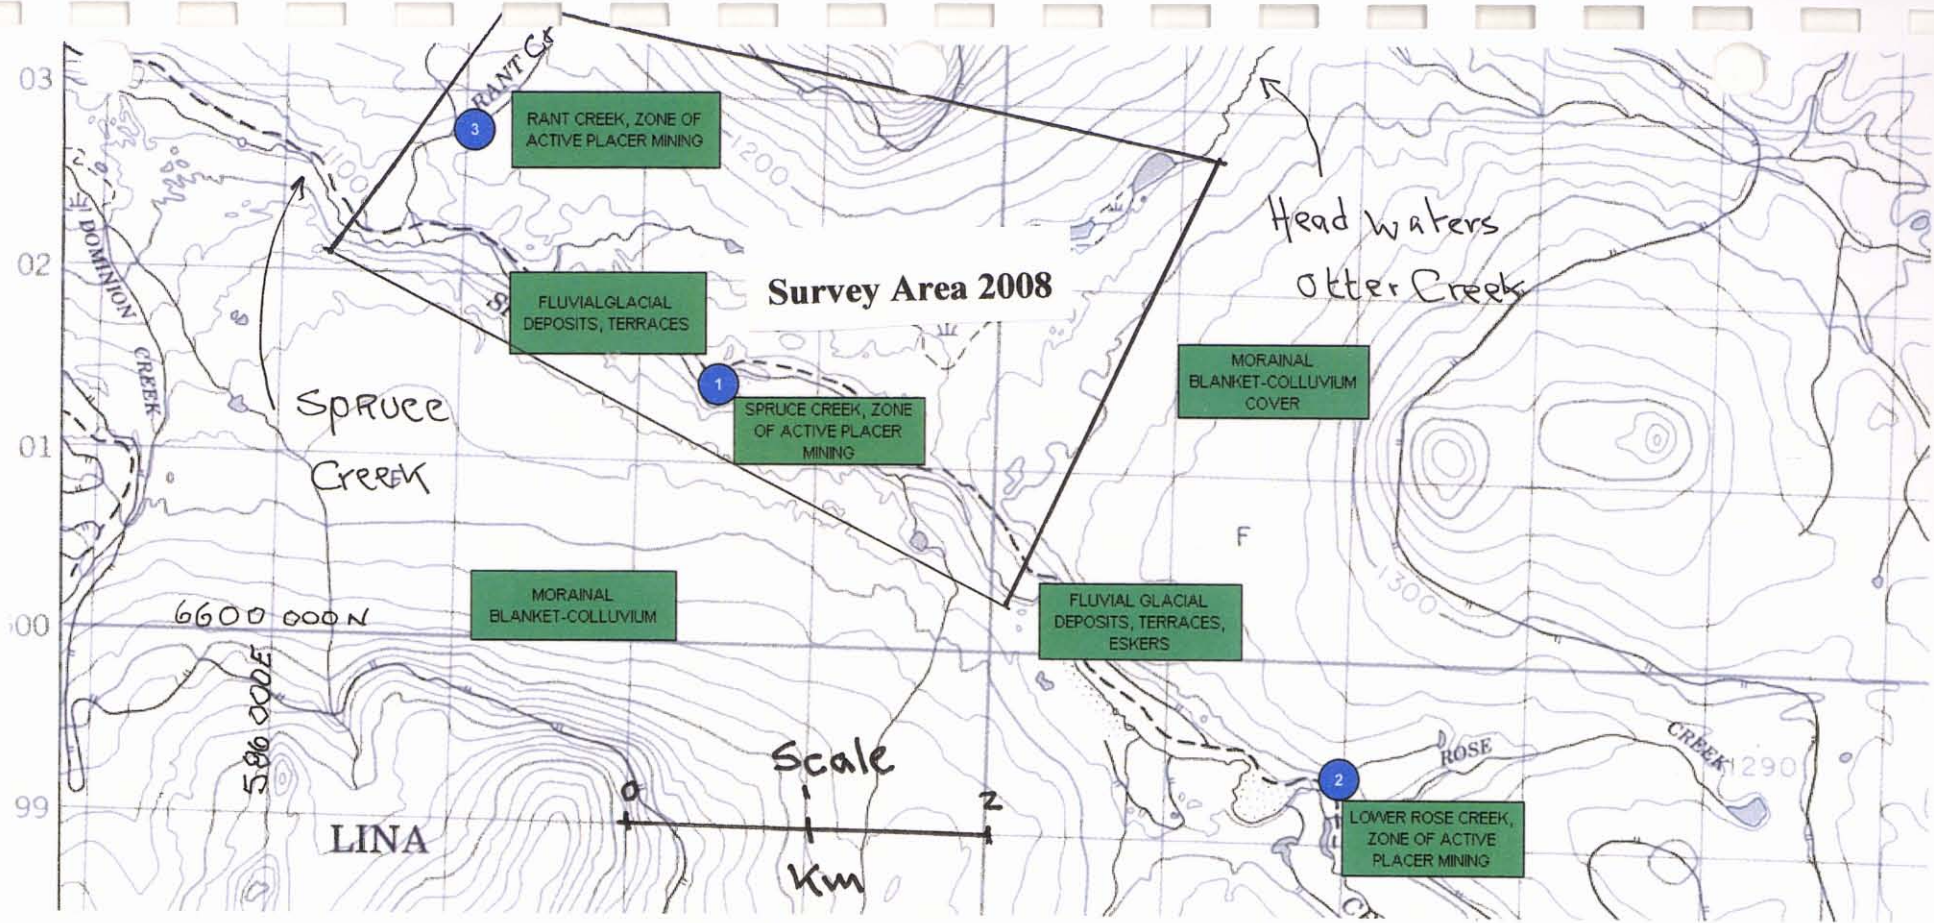 03
RANT Cr
3
RANT CREEK, ZONE OF
ACTIVE PLACER MINING
1200
1100
Head Waters
Otter Creek
DOMINION
CREEK
02
Survey Area 2008
FLUVIALGLACIAL
DEPOSITS, TERRACES
1
MORAINAL
BLANKET-COLLUVIUM
COVER
SPRUCE CREEK, ZONE
OF ACTIVE PLACER
MINING
SPRUCE
CREEK
01
F
1300
MORAINAL
BLANKET-COLLUVIUM
FLUVIAL GLACIAL
DEPOSITS, TERRACES,
ESKERS
6600 000N
00
586 000E
Scale
0
2
Km
ROSE
CREEK
1290
2
99
LINA
LOWER ROSE CREEK,
ZONE OF ACTIVE
PLACER MINING